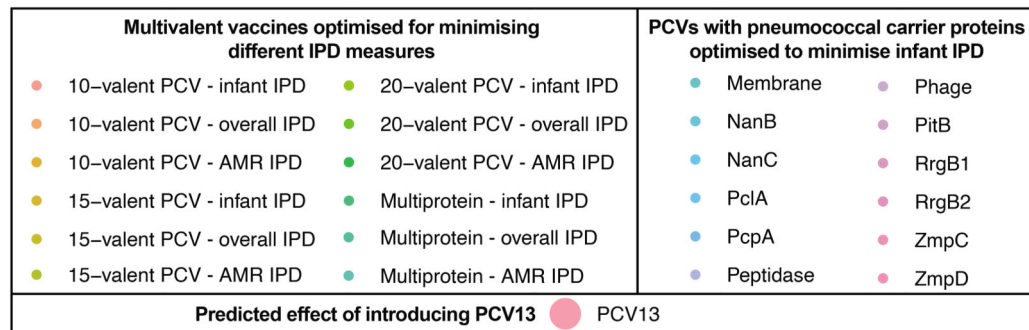 Multivalent vaccines optimised for minimising
different IPD measures
10–valent PCV - infant IPD
10–valent PCV - overall IPD
10–valent PCV - AMR IPD
15–valent PCV - infant IPD
15–valent PCV - overall IPD
15–valent PCV - AMR IPD
20–valent PCV - infant IPD
20–valent PCV - overall IPD
20–valent PCV - AMR IPD
Multiprotein - infant IPD
Multiprotein - overall IPD
Multiprotein - AMR IPD
PCVs with pneumococcal carrier proteins
optimised to minimise infant IPD
Membrane
NanB
NanC
PclA
PcpA
Peptidase
Phage
PitB
RrgB1
RrgB2
ZmpC
ZmpD
Predicted effect of introducing PCV13 PCV13